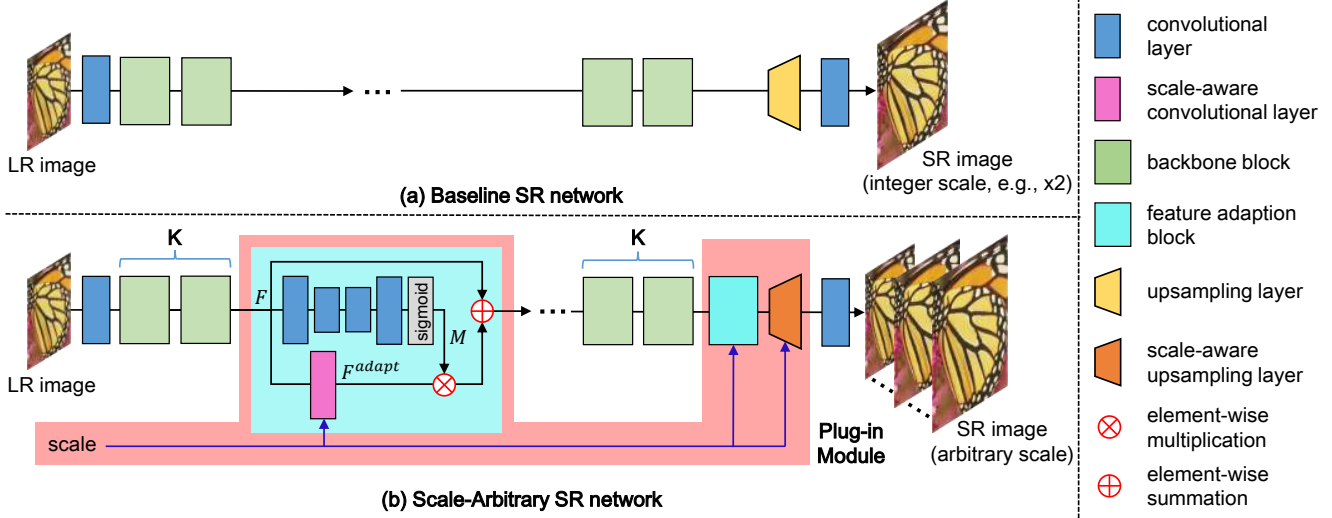 LR image
...
SR image
(integer scale, e.g., x2)
(a) Baseline SR network
K
F
sigmoid
M
F^{adapt}
...
K
LR image
scale
Plug-in
Module
SR image
(arbitrary scale)
(b) Scale-Arbitrary SR network
convolutional
layer
scale-aware
convolutional layer
backbone block
feature adaption
block
upsampling layer
scale-aware
upsampling layer
element-wise
multiplication
element-wise
summation